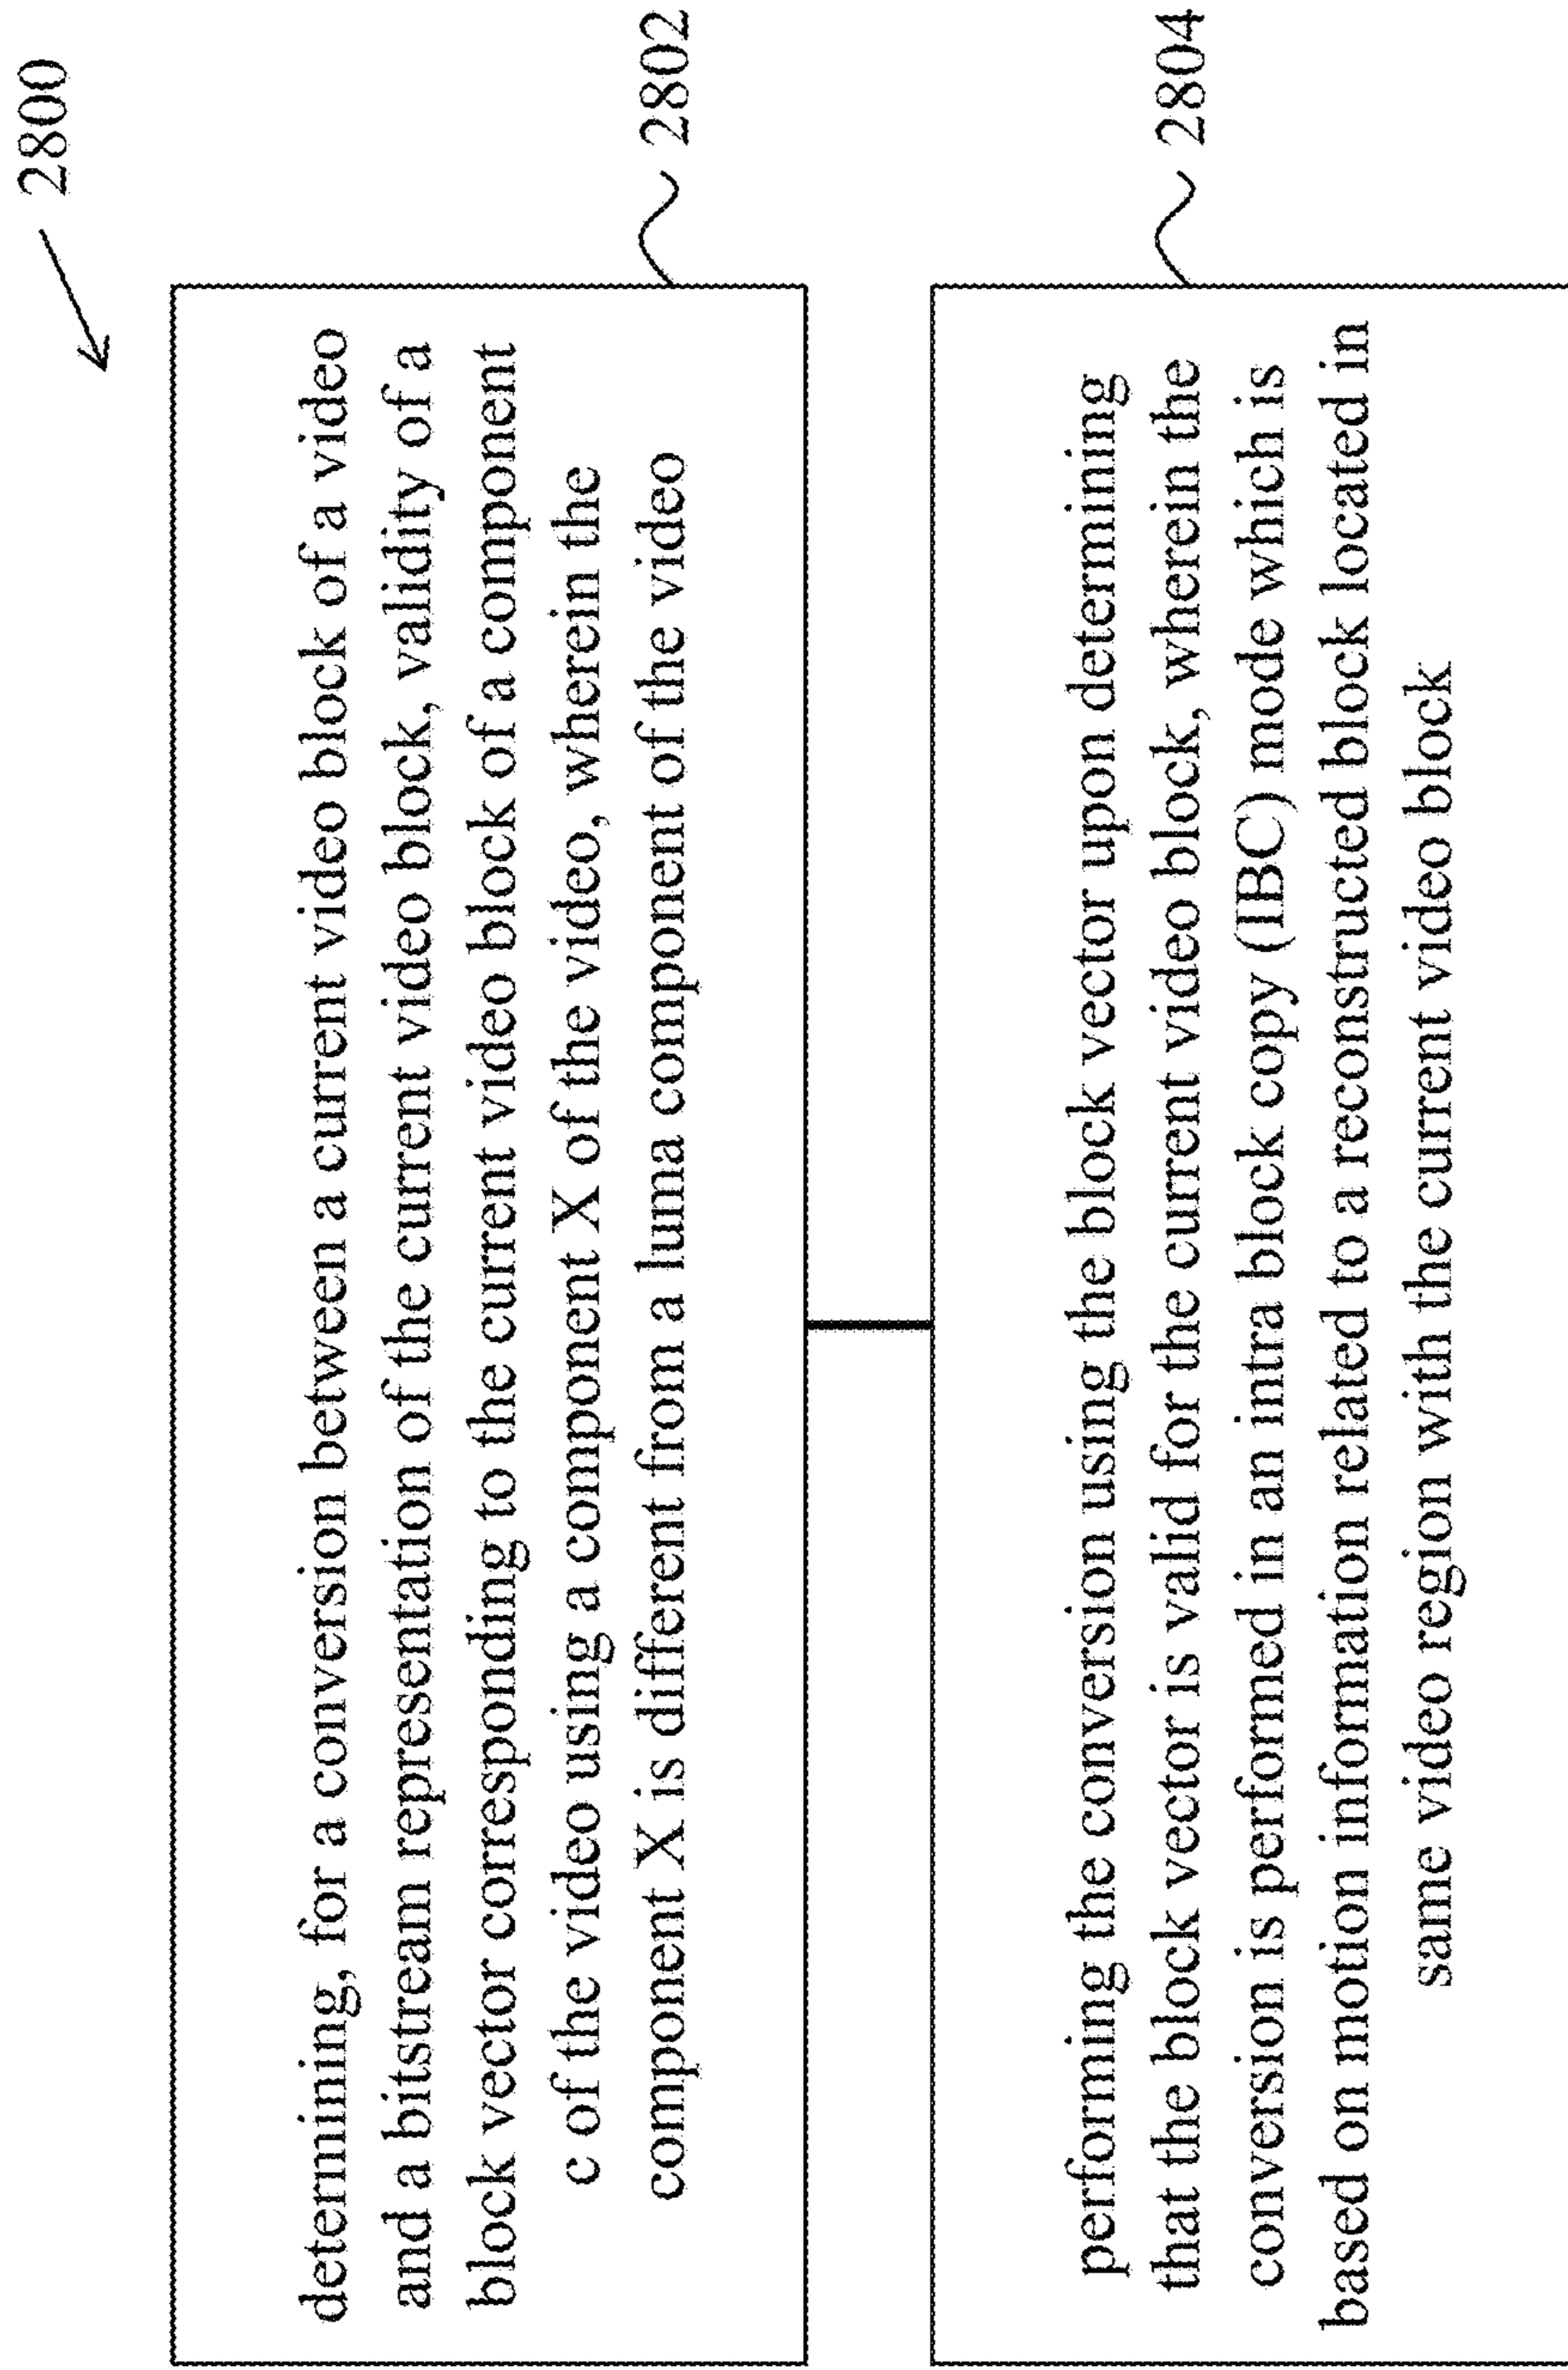 2800
determining, for a conversion between a current video block of a video
and a bitstream representation of the current video block, validity of a
block vector corresponding to the current video block of a component
c of the video using a component X of the video, wherein the
component X is different from a luma component of the video
2802
performing the conversion using the block vector upon determining
that the block vector is valid for the current video block, wherein the
conversion is performed in an intra block copy (IBC) mode which is
based on motion information related to a reconstructed block located in
same video region with the current video block
2804